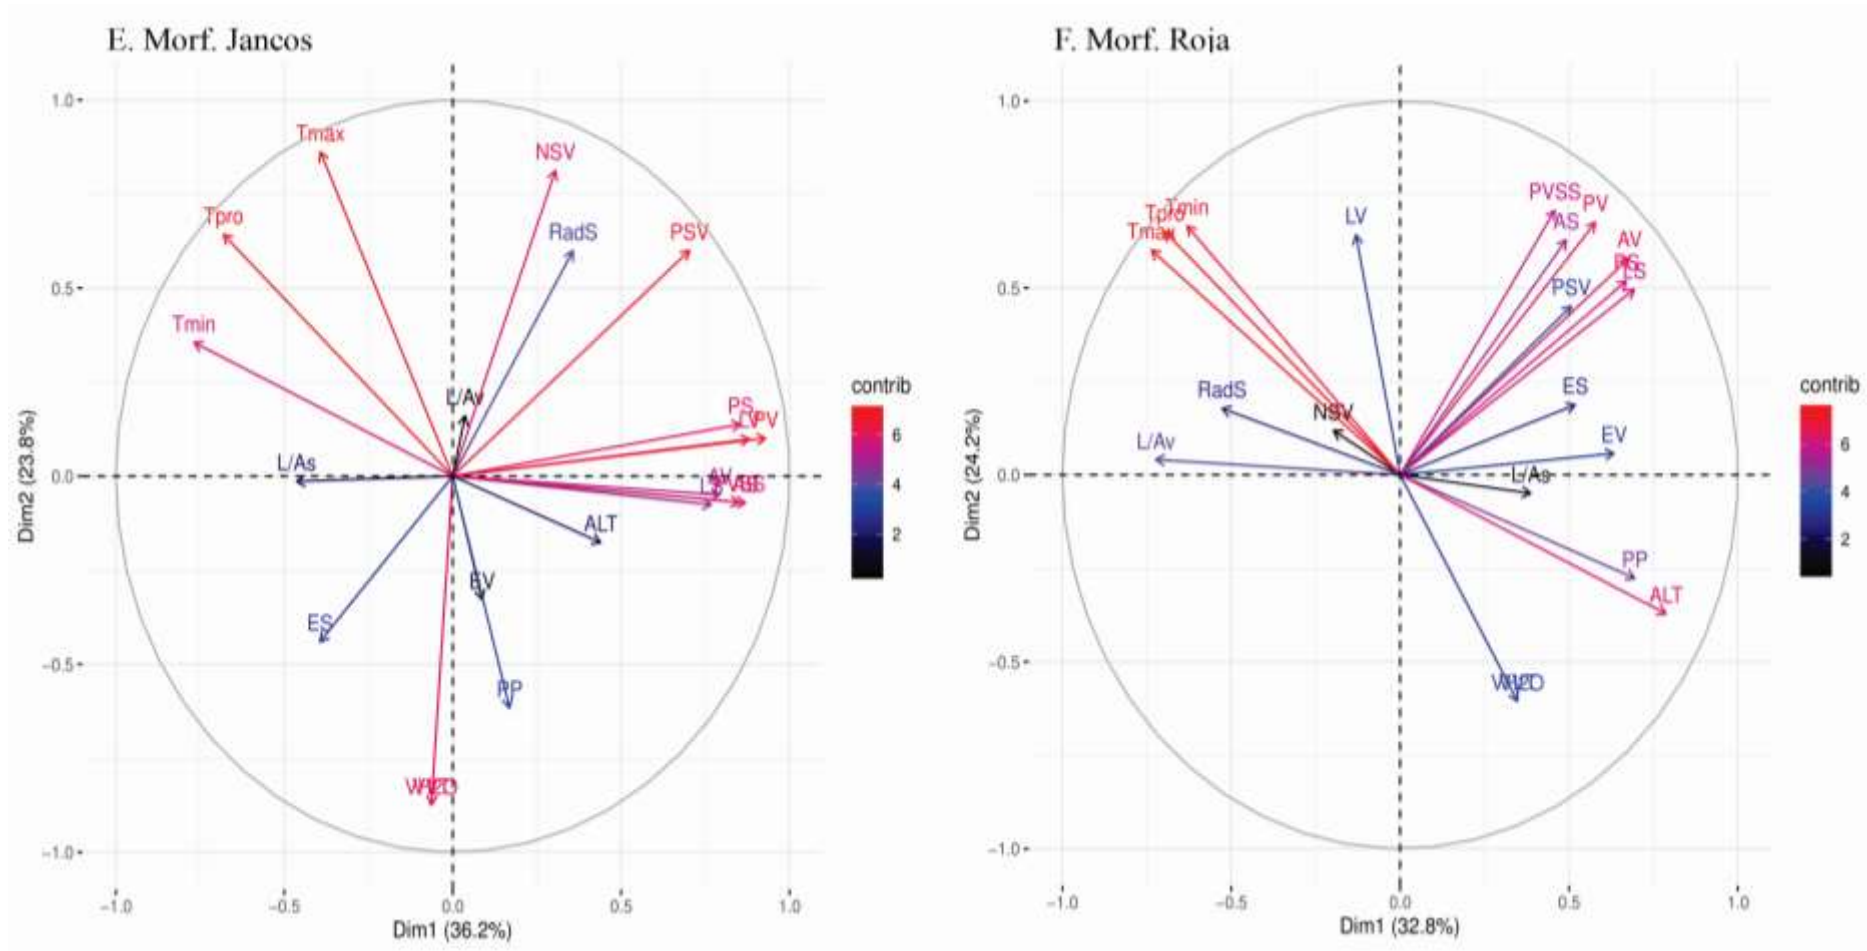 E. Morf. Jancos
1.0
0.5
0.0
−0.5
−1.0
Dim2 (23.8%)
Tmax
NSV
Tpro
RadS
PSV
Tmin
L/Av
PS
PV
L/As
ALT
EV
ES
PP
−1.0
−0.5
0.0
0.5
1.0
Dim1 (36.2%)
contrib
6
4
2
F. Morf. Roja
1.0
0.5
0.0
−0.5
−1.0
Dim2 (24.2%)
Tpro
Tmin
Tmax
LV
PVSS
PV
AS
AV
PSV
RadS
NSV
ES
L/Av
EV
L/As
PP
ALT
−1.0
−0.5
0.0
0.5
1.0
Dim1 (32.8%)
contrib
6
4
2